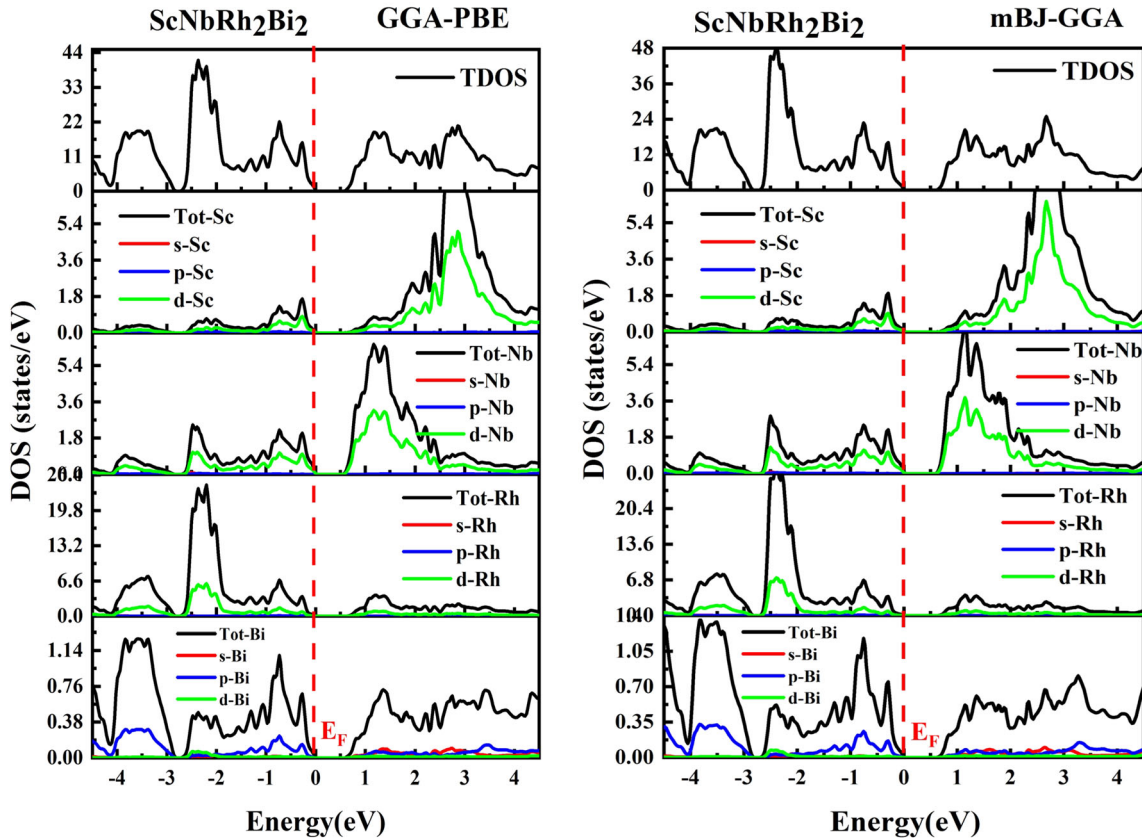 ScNbRh2Bi2
GGA-PBE
44
33
22
11
0
TDOS
5.4
3.6
1.8
0.0
Tot-Sc
s-Sc
p-Sc
d-Sc
5.4
3.6
1.8
Tot-Nb
s-Nb
p-Nb
d-Nb
19.8
13.2
6.6
0.0
Tot-Rh
s-Rh
p-Rh
d-Rh
1.14
0.76
0.38
0.00
Tot-Bi
s-Bi
p-Bi
d-Bi
EF
-4
-3
-2
-1
0
1
2
3
4
DOS (states/eV)
Energy(eV)
ScNbRh2Bi2
mBJ-GGA
48
36
24
12
0
TDOS
5.4
3.6
1.8
0.0
Tot-Sc
s-Sc
p-Sc
d-Sc
5.4
3.6
1.8
0.0
Tot-Nb
s-Nb
p-Nb
d-Nb
20.4
13.6
6.8
Tot-Rh
s-Rh
p-Rh
d-Rh
1.05
0.70
0.35
0.00
Tot-Bi
s-Bi
p-Bi
d-Bi
EF
-4
-3
-2
-1
0
1
2
3
4
DOS (states/eV)
Energy(eV)